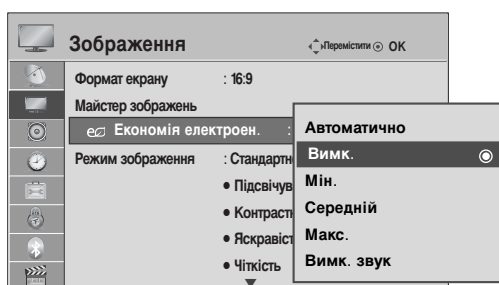 Зображення
Перемістити OK
Формат екрану : 16:9
Майстер зображень
Економія електроен. :
Режим зображення : Стандартн
• Підсвічув
• Контрастн
• Яскравіст
• Чіткість
Автоматично
Вимк.
Мін.
Середній
Макс.
Вимк. звук